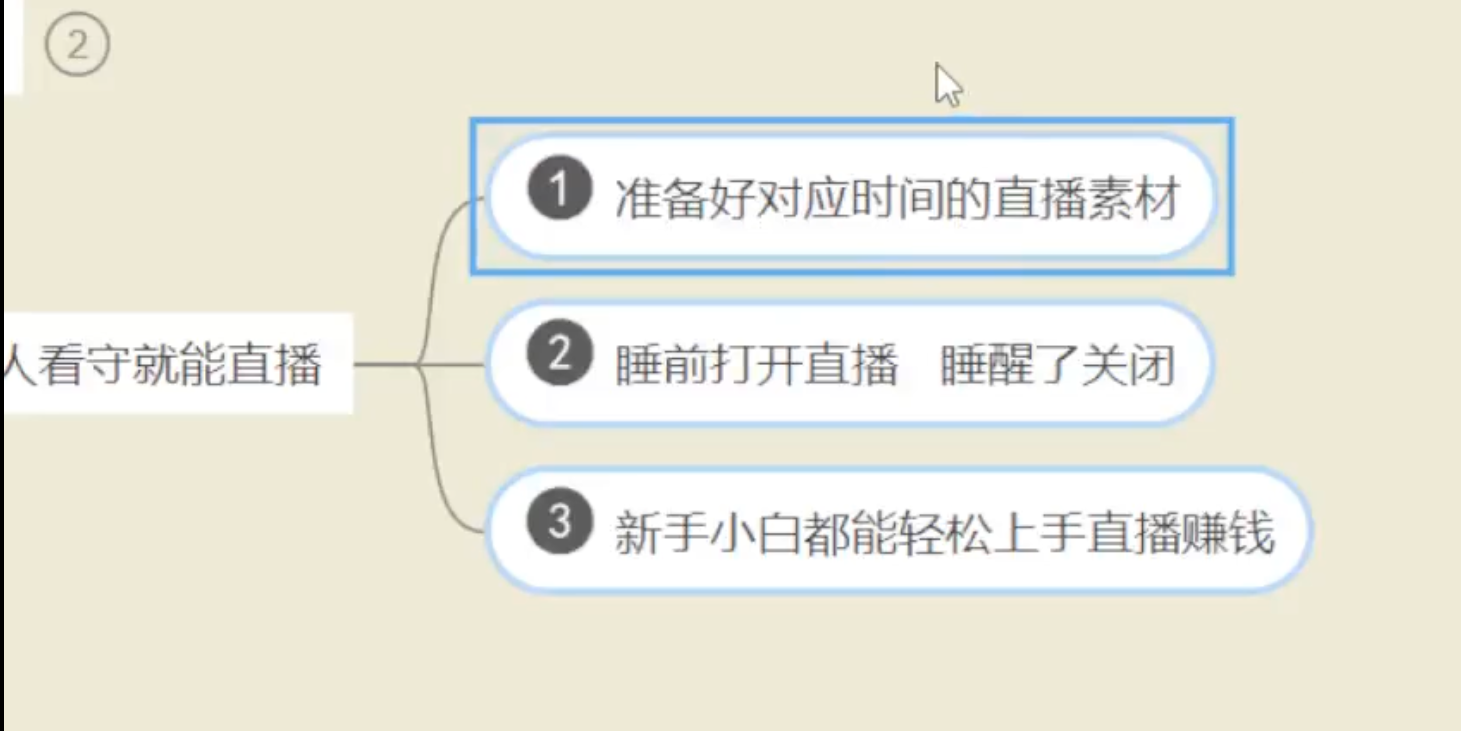 2
1 准备好对应时间的直播素材
人看守就能直播
2 睡前打开直播 睡醒了关闭
3 新手小白都能轻松上手直播赚钱